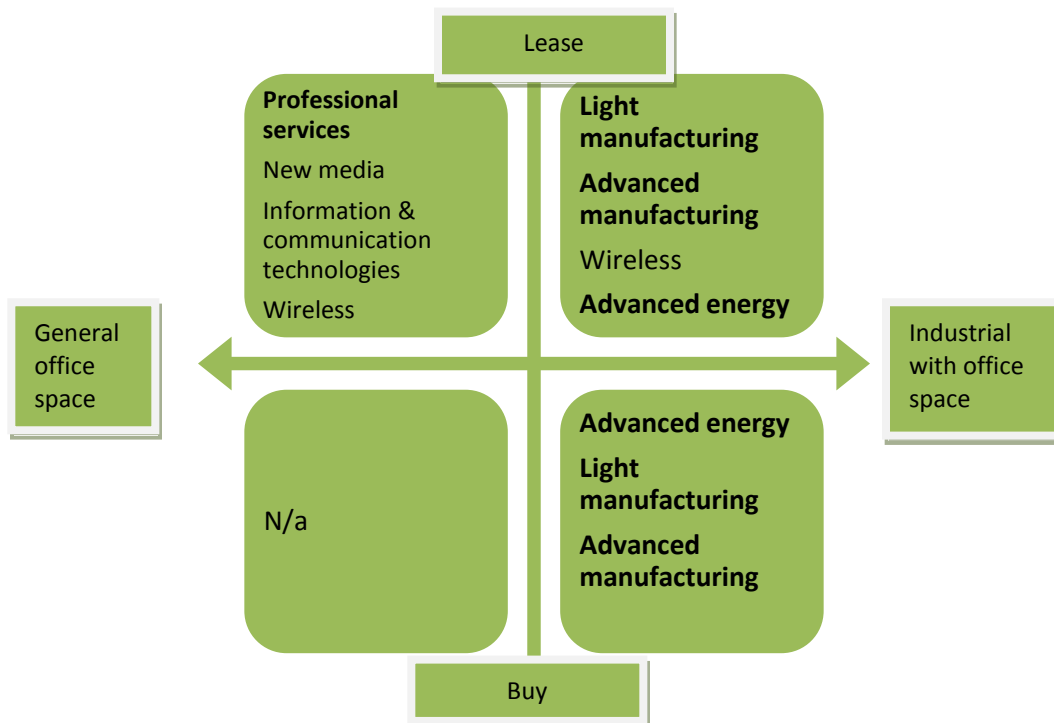 Lease
Professional
services
New media
Information &
communication
technologies
Wireless
Light
manufacturing
Advanced
manufacturing
Wireless
Advanced energy
General
office
space
Industrial
with office
space
N/a
Advanced energy
Light
manufacturing
Advanced
manufacturing
Buy